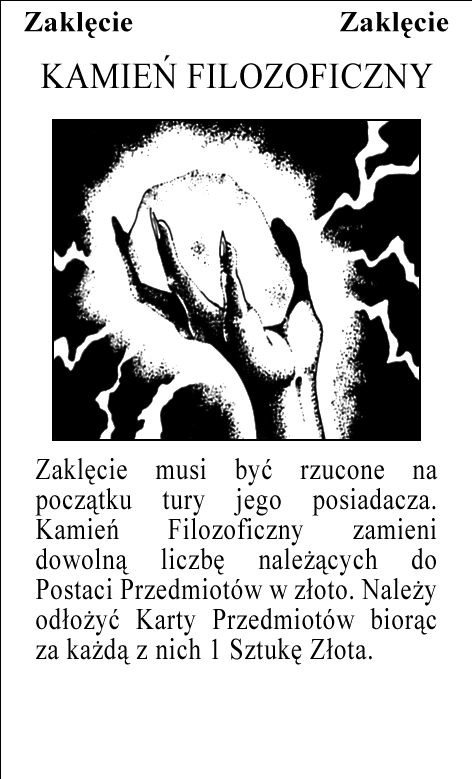 Zaklęcie Zaklęcie
KAMIEŃ FILOZOFICZNY
Zaklęcie musi być rzucone na
początku tury jego posiadacza.
Kamień Filozoficzny zamieni
dowolną liczbę należących do
Postaci Przedmiotów w złoto. Należy
odłożyć Karty Przedmiotów biorąc
za każdą z nich 1 Sztukę Złota.